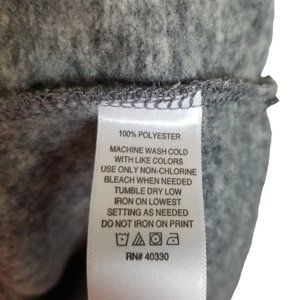 100% POLYESTER
MACHINE WASH COLD
WITH LIKE COLORS
USE ONLY NON-CHLORINE
BLEACH WHEN NEEDED
TUMBLE DRY LOW
IRON ON LOWEST
SETTING AS NEEDED
DO NOT IRON ON PRINT
RN# 40330